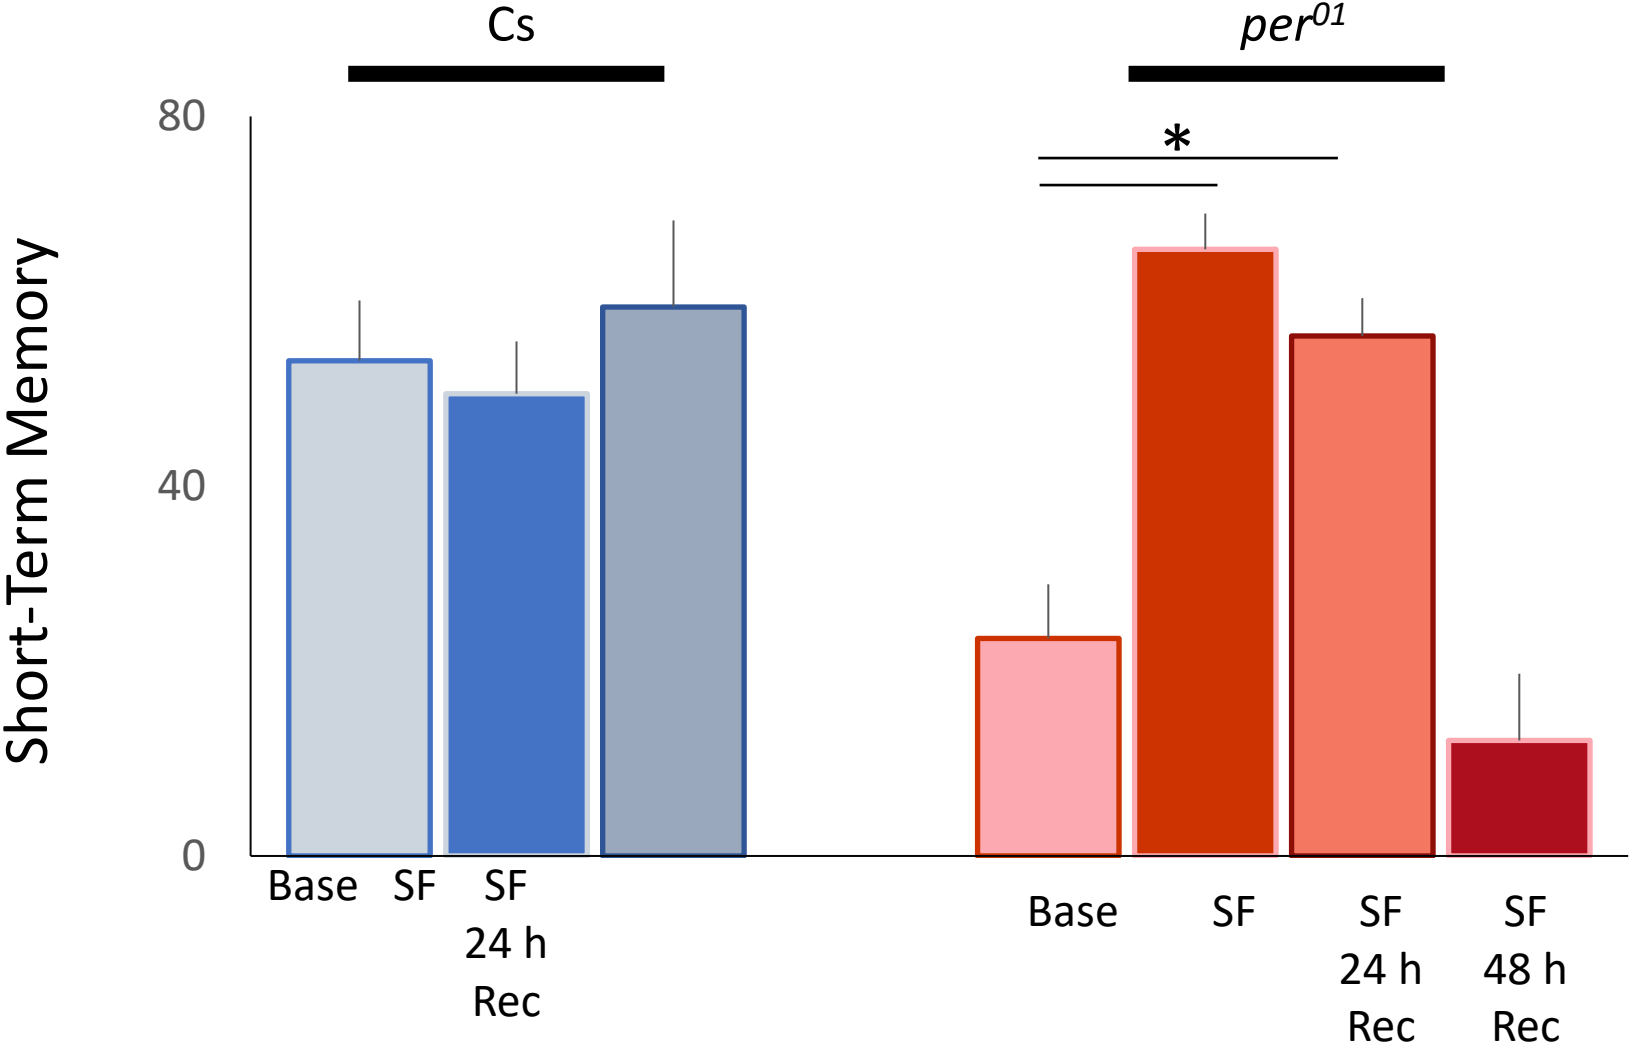 Cs
per01
80
*
Short-Term Memory
40
0
Base SF SF
24 h
Rec
Base SF SF SF
24 h 48 h
Rec Rec